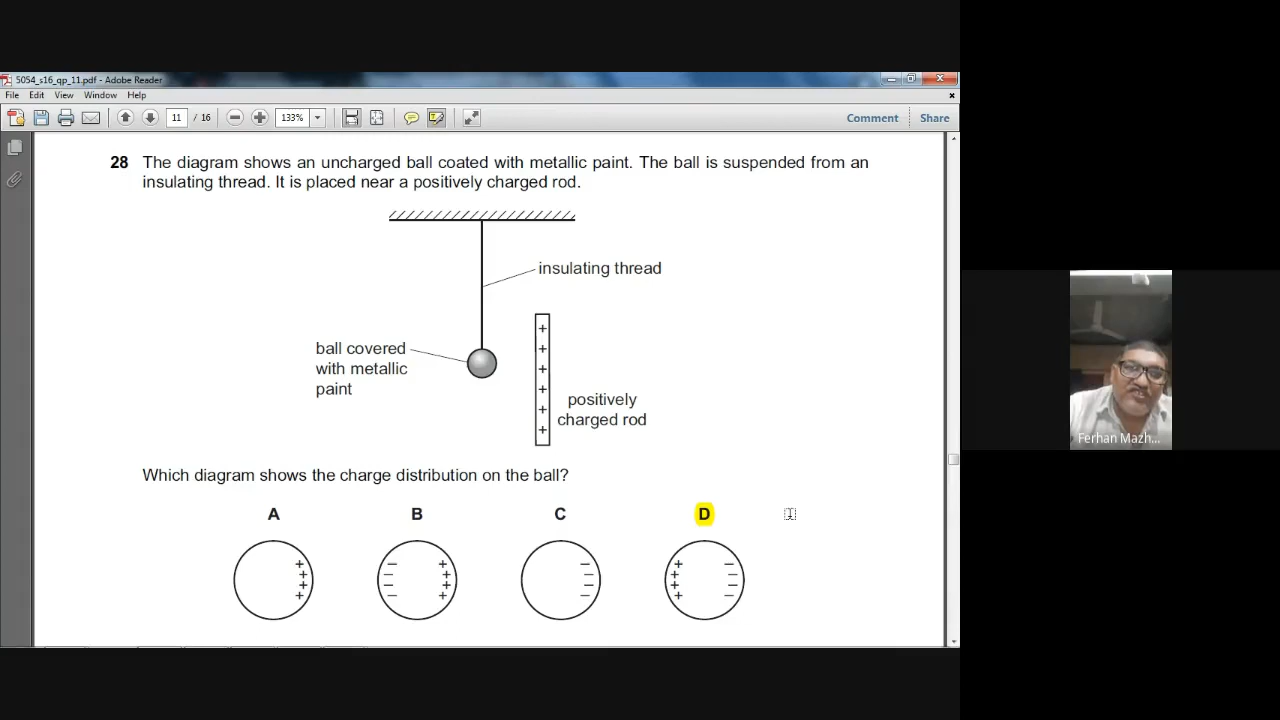 5054_s16_qp_11.pdf - Adobe Reader
File Edit View Window Help
11 / 16 133% Comment Share
28 The diagram shows an uncharged ball coated with metallic paint. The ball is suspended from an
insulating thread. It is placed near a positively charged rod.
insulating thread
ball covered
with metallic
paint
+
+
+
+
+
+
positively
charged rod
Which diagram shows the charge distribution on the ball?
A B C D
+ – + – + –
+ – + – + –
+ – + – + –
+ – + – + –
Ferhan Mazh...